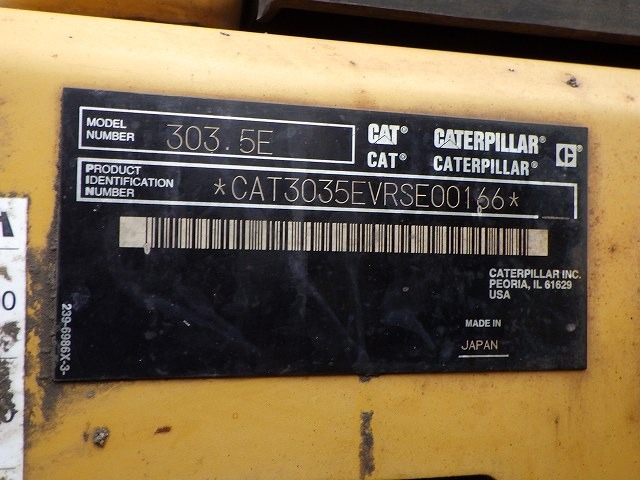 MODEL
NUMBER
303.5E
CAT®
CAT®
CATERPILLAR®
CATERPILLAR®
C
PRODUCT
IDENTIFICATION
NUMBER
*CAT3035EVRSE00166*
CATERPILLAR INC.
PEORIA, IL 61629
USA
MADE IN
JAPAN
239-6986X-3-
A
0